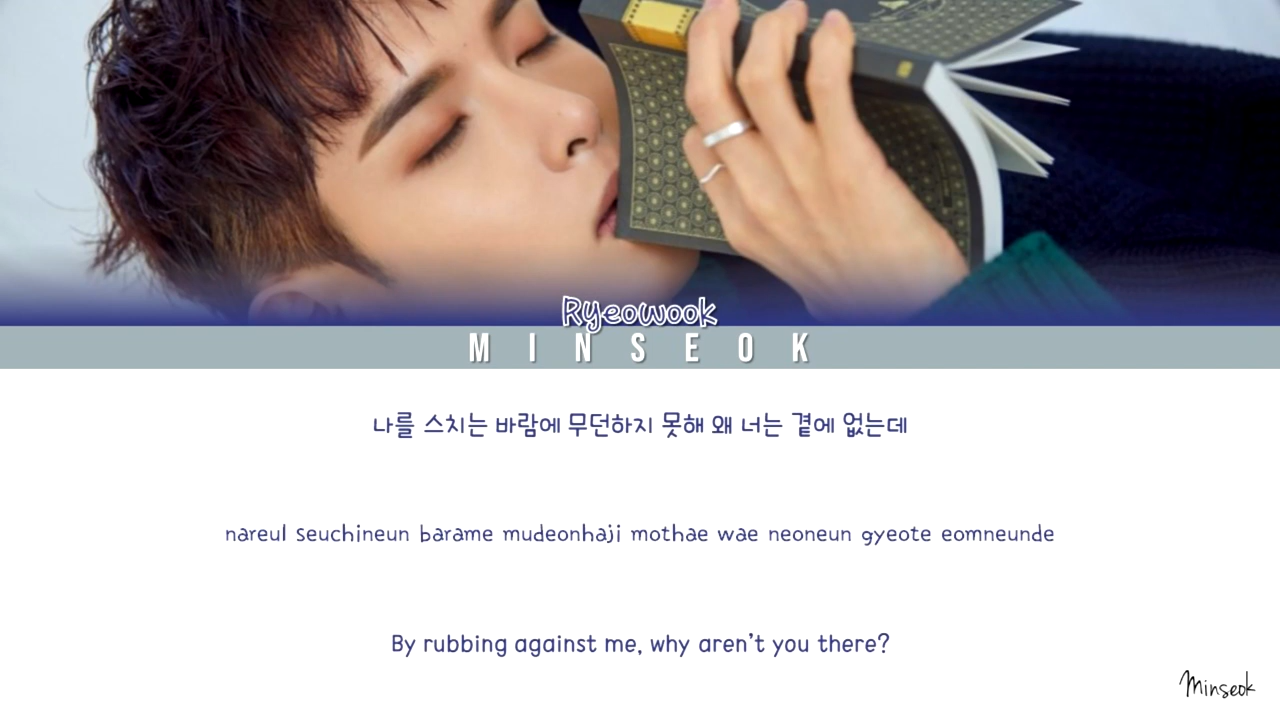 Ryeowook
MINSEOK
나를 스치는 바람에 무던하지 못해 왜 너는 곁에 없는데
nareul seuchineun barame mudeonhaji mothae wae neoneun gyeote eomneunde
By rubbing against me, why aren't you there?
Minseok